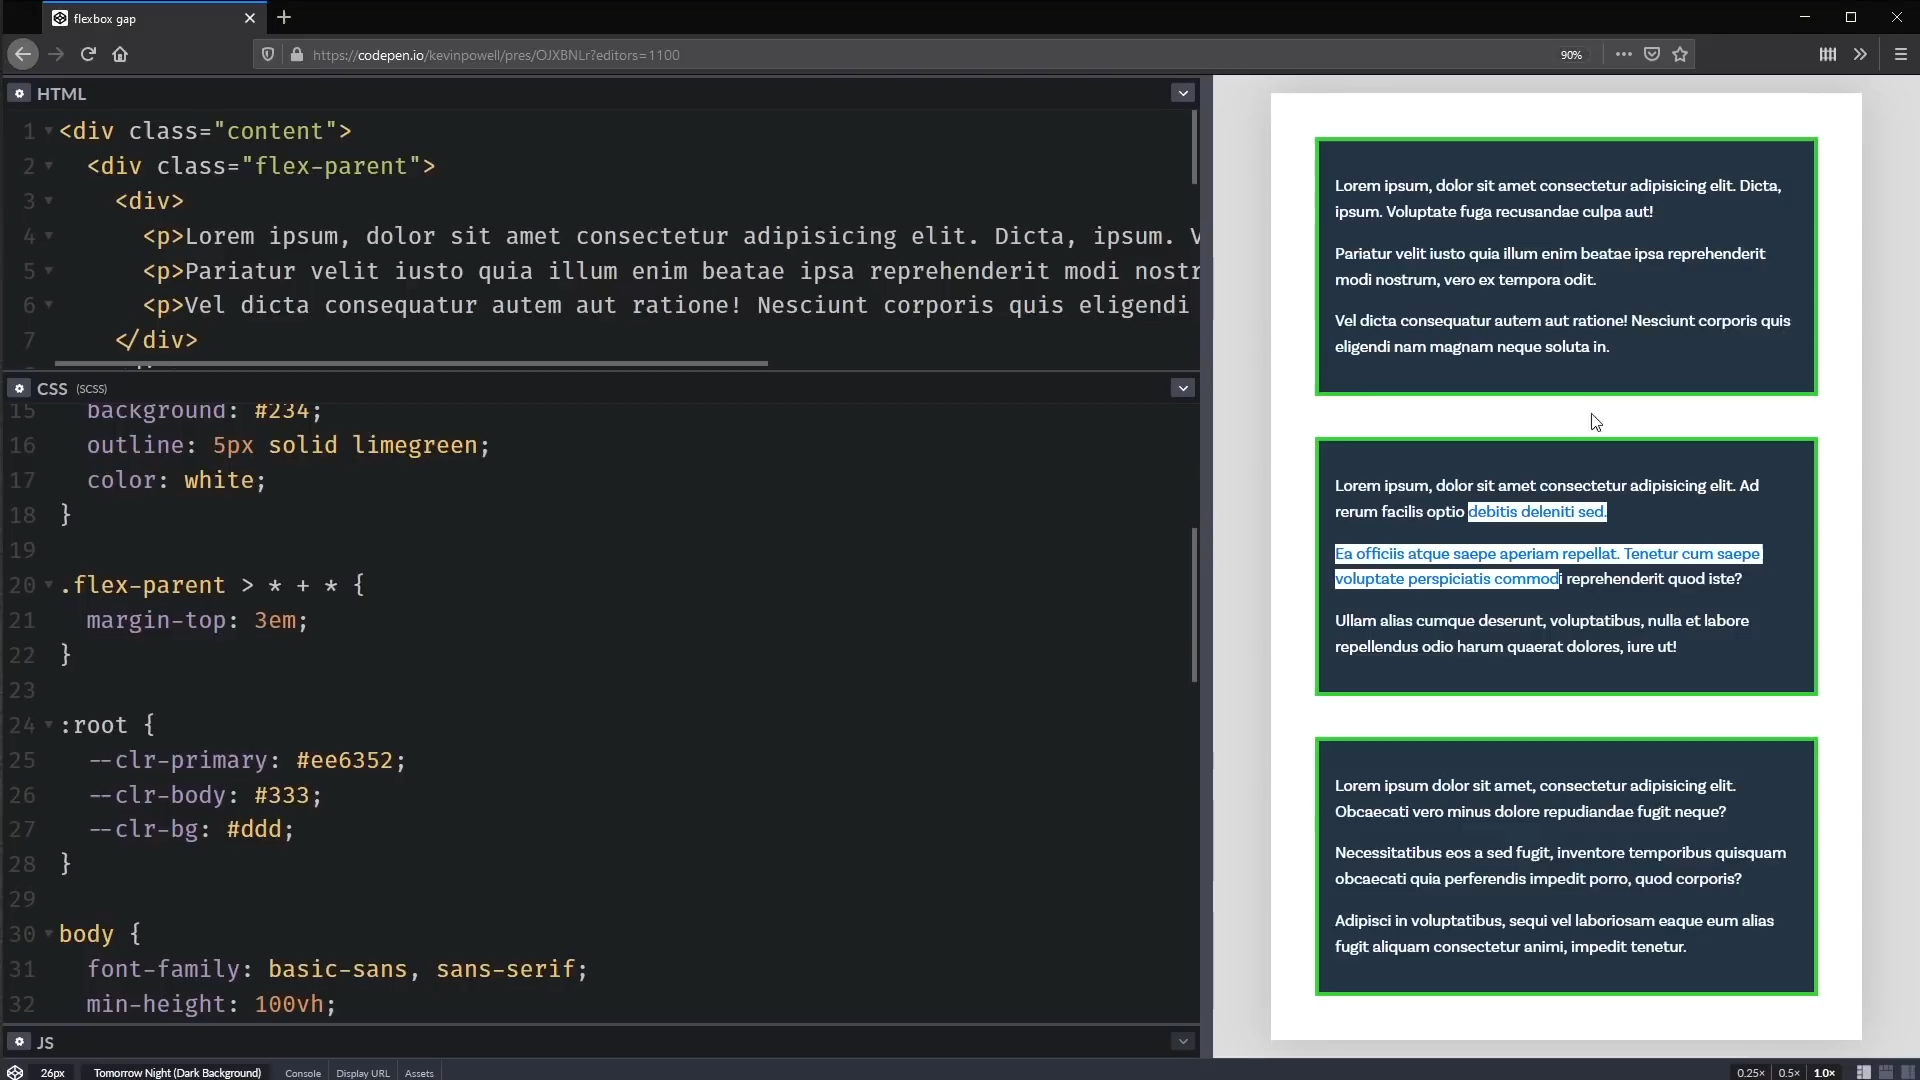 flexbox gap
https://codepen.io/kevinpowell/pres/OJXBNLr?editors=1100
90%
HTML
1 <div class="content">
2 <div class="flex-parent">
3 <div>
4 <p>Lorem ipsum, dolor sit amet consectetur adipisicing elit. Dicta, ipsum. V
5 <p>Pariatur velit iusto quia illum enim beatae ipsa reprehenderit modi nostr
6 <p>Vel dicta consequatur autem aut ratione! Nesciunt corporis quis eligendi
7 </div>
CSS (SCSS)
15 background: #234;
16 outline: 5px solid limegreen;
17 color: white;
18 }
19
20 .flex-parent > * + * {
21 margin-top: 3em;
22 }
23
24 :root {
25 --clr-primary: #ee6352;
26 --clr-body: #333;
27 --clr-bg: #ddd;
28 }
29
30 body {
31 font-family: basic-sans, sans-serif;
32 min-height: 100vh;
JS
26px Tomorrow Night (Dark Background) Console Display URL Assets
Lorem ipsum, dolor sit amet consectetur adipisicing elit. Dicta,
ipsum. Voluptate fuga recusandae culpa aut!
Pariatur velit iusto quia illum enim beatae ipsa reprehenderit
modi nostrum, vero ex tempora odit.
Vel dicta consequatur autem aut ratione! Nesciunt corporis quis
eligendi nam magnam neque soluta in.
Lorem ipsum, dolor sit amet consectetur adipisicing elit. Ad
rerum facilis optio debitis deleniti sed.
Ea officiis atque saepe aperiam repellat. Tenetur cum saepe
voluptate perspiciatis commodi reprehenderit quod iste?
Ullam alias cumque deserunt, voluptatibus, nulla et labore
repellendus odio harum quaerat dolores, iure ut!
Lorem ipsum dolor sit amet, consectetur adipisicing elit.
Obcaecati vero minus dolore repudiandae fugit neque?
Necessitatibus eos a sed fugit, inventore temporibus quisquam
obcaecati quia perferendis impedit porro, quod corporis?
Adipisci in voluptatibus, sequi vel laboriosam eaque eum alias
fugit aliquam consectetur animi, impedit tenetur.
0.25× 0.5× 1.0×